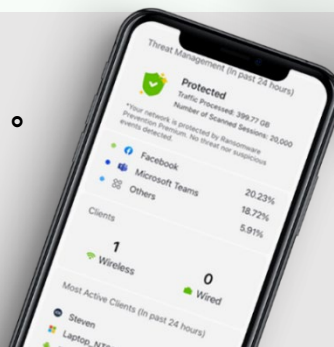 Threat Management (In past 24 hours)
Protected
Traffic Processed: 399.77 GB
Number of Scanned Sessions: 20,000
*Your network is protected by Ransomware
Prevention Premium. No threat nor suspicious
events detected.
Facebook 20.23%
Microsoft Teams 18.72%
Others 5.91%
Clients
1 0
Wireless Wired
Most Active Clients (In past 24 hours)
Steven